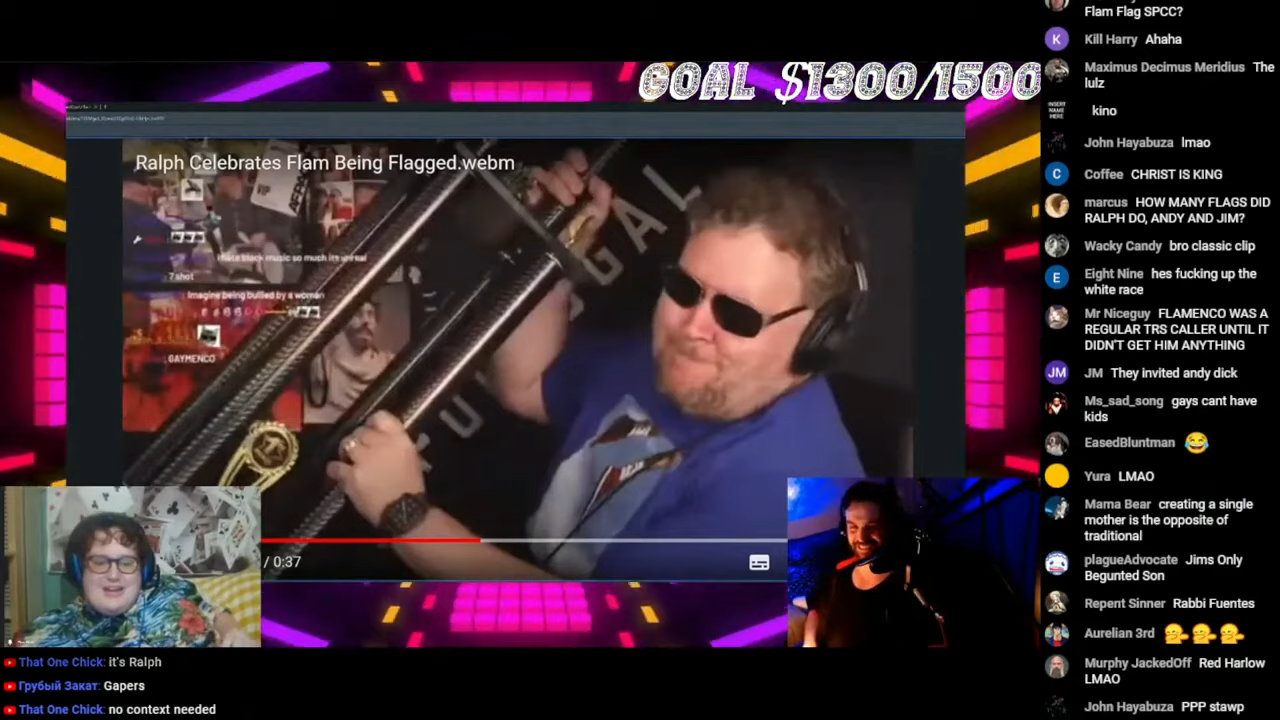 GOAL $1300/1500
Ralph Celebrates Flam Being Flagged.webm
I hate black music so much its unreal
7shot
Imagine being bullied by a woman
GAYMENCO
GAL
/ 0:37
That One Chick: it's Ralph
Грубый Закат: Gapers
That One Chick: no context needed
Flam Flag SPCC?
Kill Harry Ahaha
Maximus Decimus Meridius The
lulz
INSERT
NAME
HERE
kino
John Hayabuza lmao
Coffee CHRIST IS KING
marcus HOW MANY FLAGS DID
RALPH DO, ANDY AND JIM?
Wacky Candy bro classic clip
Eight Nine hes fucking up the
white race
Mr Niceguy FLAMENCO WAS A
REGULAR TRS CALLER UNTIL IT
DIDN'T GET HIM ANYTHING
JM They invited andy dick
Ms_sad_song gays cant have
kids
EasedBluntman 😂
Yura LMAO
Mama Bear creating a single
mother is the opposite of
traditional
plagueAdvocate Jims Only
Begunted Son
Repent Sinner Rabbi Fuentes
Aurelian 3rd
Murphy JackedOff Red Harlow
LMAO
John Hayabuza PPP stawp